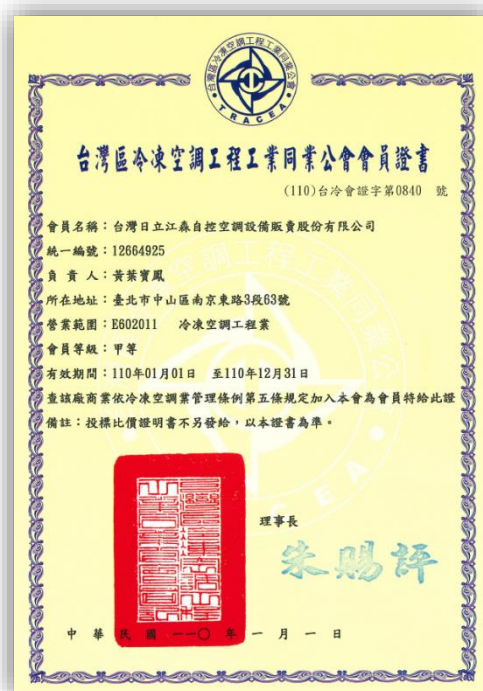 台灣區冷凍空調工程工業同業公會
TRACEA
台灣區冷凍空調工程工業同業公會會員證書
(110)台冷會證字第0840 號
會員名稱：台灣日立江森自控空調設備販賣股份有限公司
統一編號：12664925
負責人：黃葉寶鳳
所在地址：臺北市中山區南京東路3段63號
營業範圍：E602011 冷凍空調工程業
會員等級：甲等
有效期間：110年01月01日 至110年12月31日
查該廠商業依冷凍空調業管理條例第五條規定加入本會為會員特給此證
備註：投標比價證明書不另發給，以本證書為準。
理事長
朱賜評
中華民國一一〇年一月一日